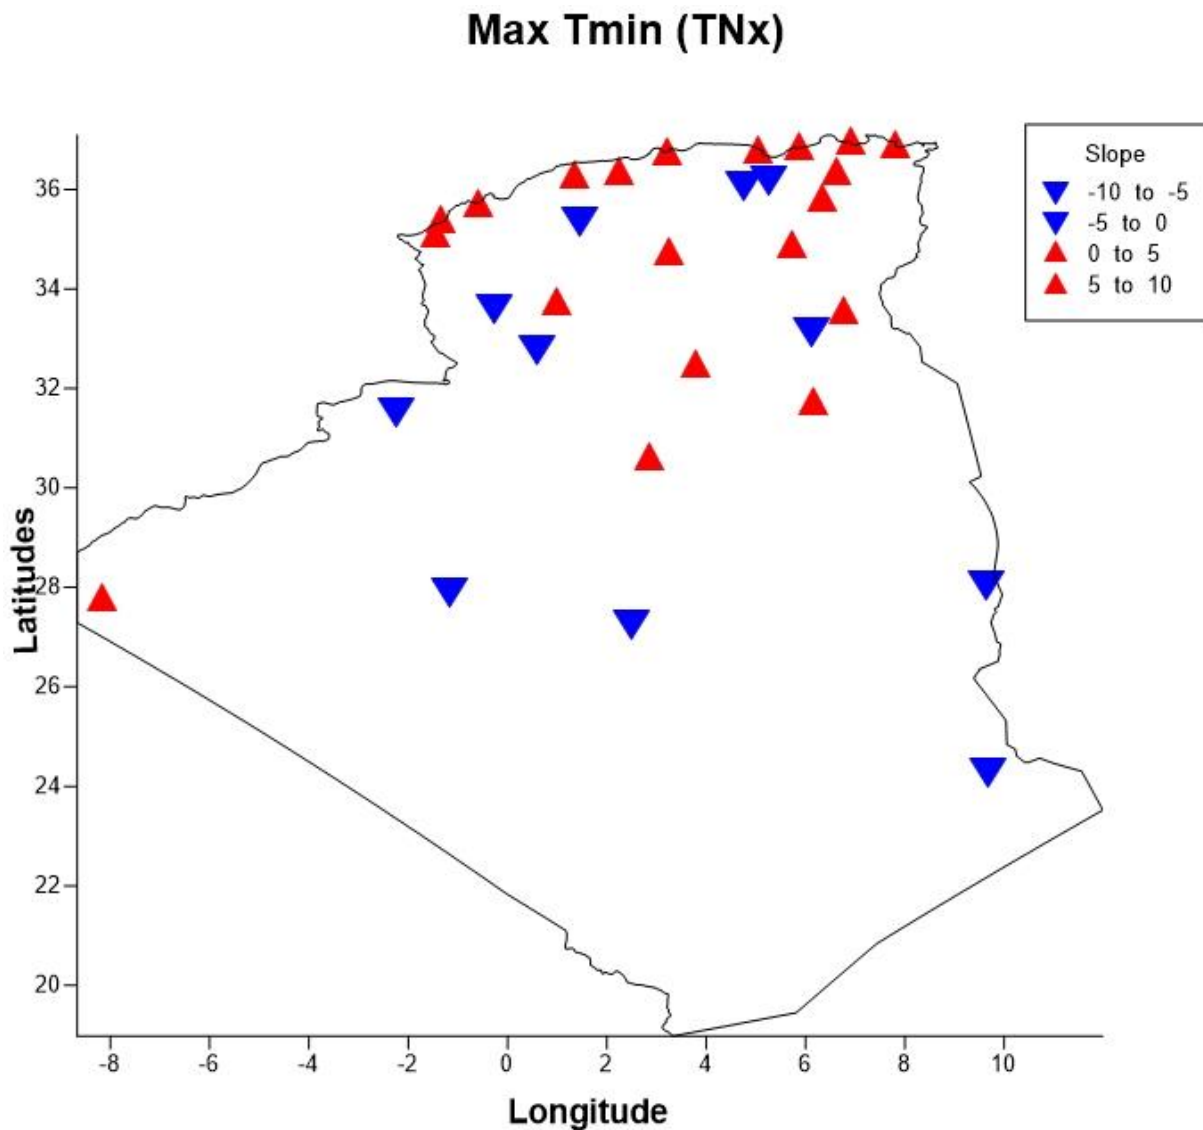 Max Tmin (TNx)
Slope
-10 to -5
-5 to 0
0 to 5
5 to 10
36
34
32
30
28
26
24
22
20
Latitudes
-8 -6 -4 -2 0 2 4 6 8 10
Longitude